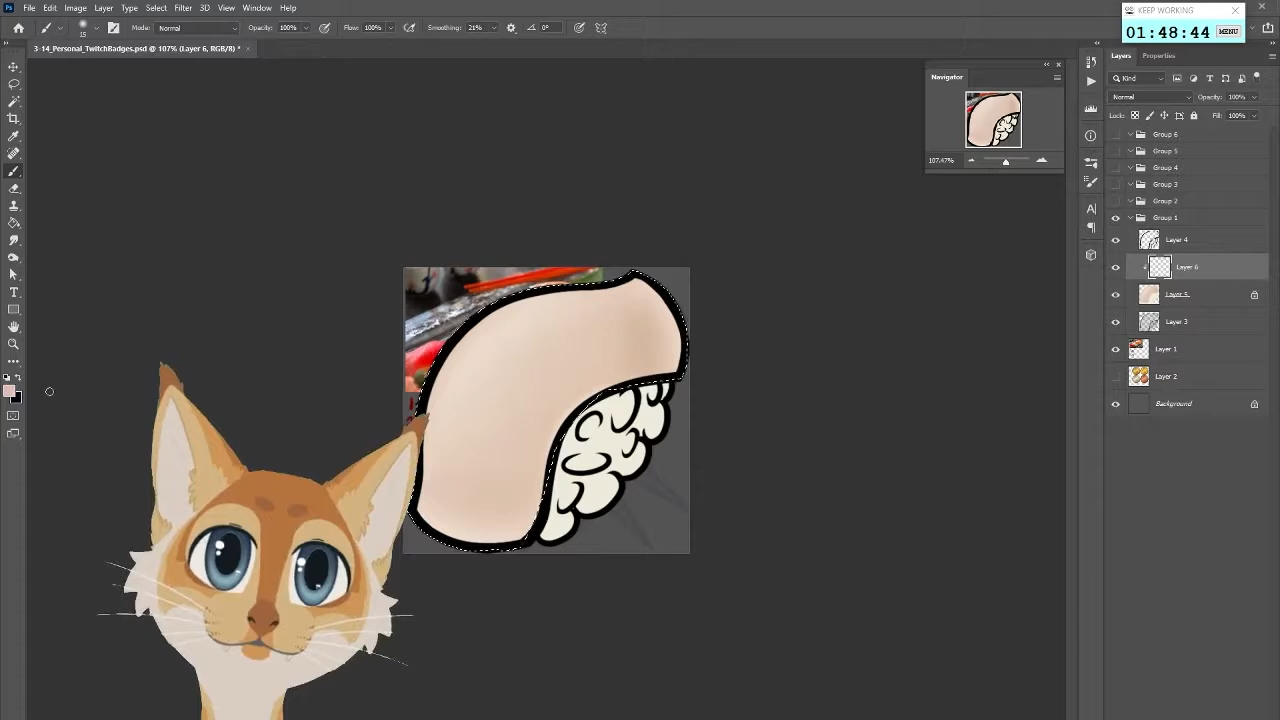 Ps File Edit Image Layer Type Select Filter 3D View Window Help
KEEP WORKING
01:48:44 MENU
15 Mode: Normal Opacity: 100% Flow: 100% Smoothing: 21% 0°
3-14_Personal_TwitchBadges.psd @ 107% (Layer 6, RGB/8) *
Navigator
107.47%
Layers Properties
Kind
Normal Opacity: 100%
Lock: Fill: 100%
Group 6
Group 5
Group 4
Group 3
Group 2
Group 1
Layer 4
Layer 6
Layer 5
Layer 3
Layer 1
Layer 2
Background